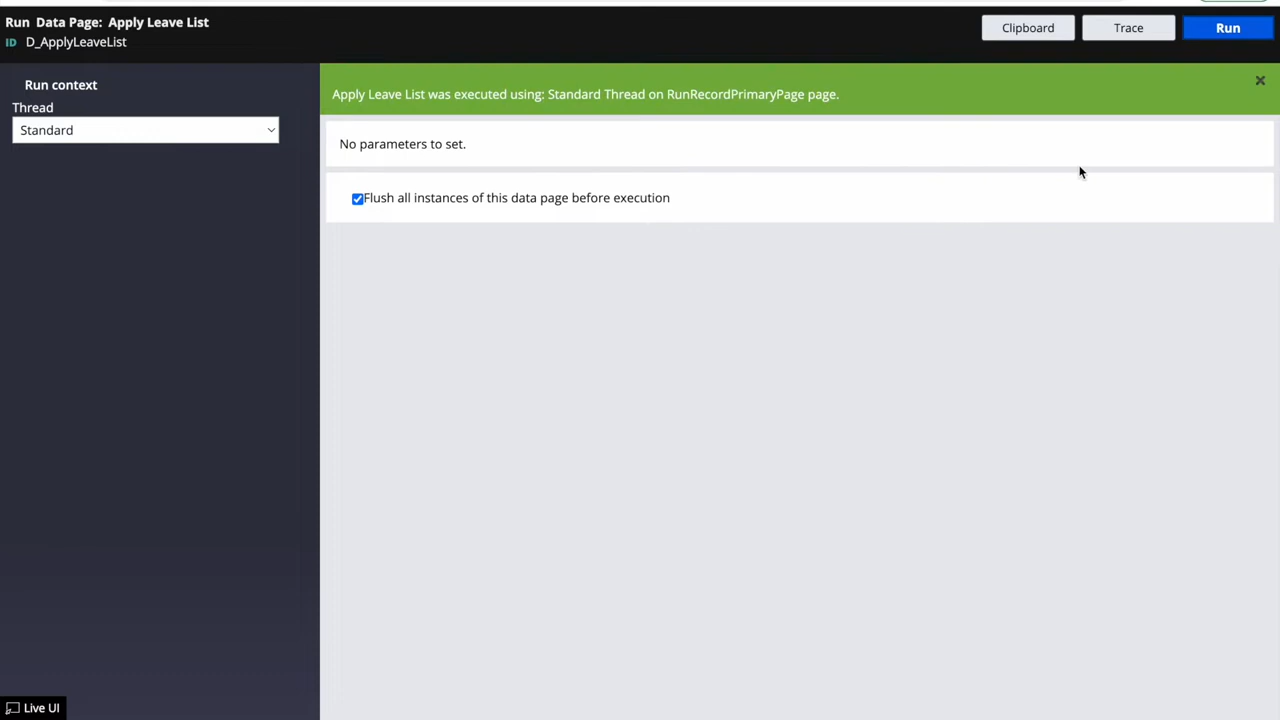 Run Data Page: Apply Leave List
ID D_ApplyLeaveList
Clipboard
Trace
Run
Run context
Thread
Standard
Apply Leave List was executed using: Standard Thread on RunRecordPrimaryPage page.
No parameters to set.
Flush all instances of this data page before execution
Live UI